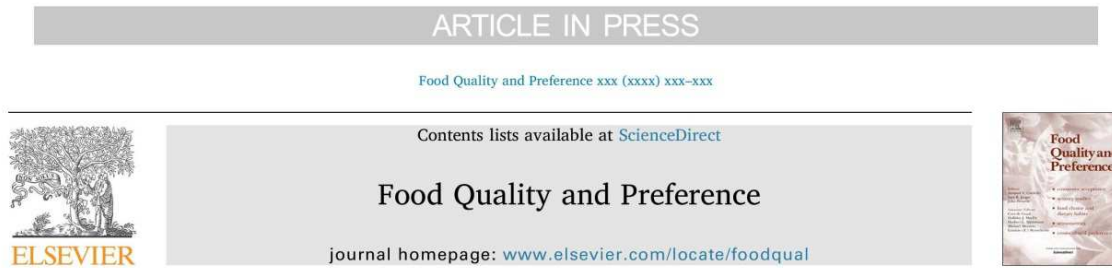 ARTICLE IN PRESS
Food Quality and Preference xxx (xxxx) xxx–xxx
Contents lists available at ScienceDirect
Food Quality and Preference
journal homepage: www.elsevier.com/locate/foodqual
ELSEVIER
Food
Quality and
Preference